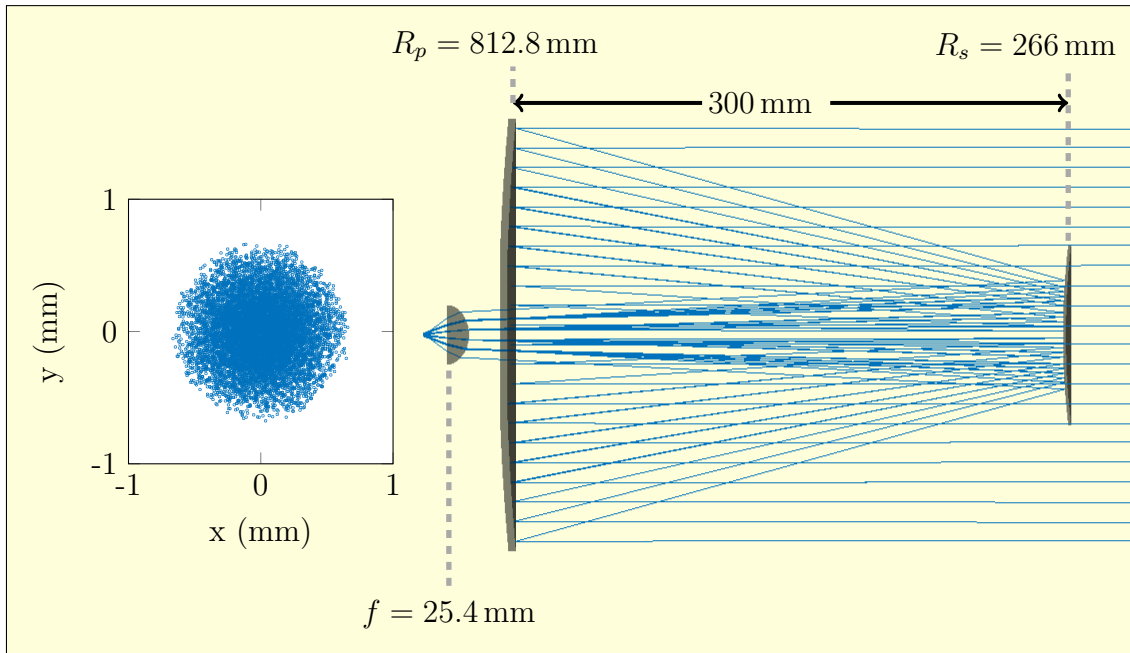 R_p = 812.8 mm
R_s = 266 mm
300 mm
1
0
-1
y (mm)
-1 0 1
x (mm)
f = 25.4 mm